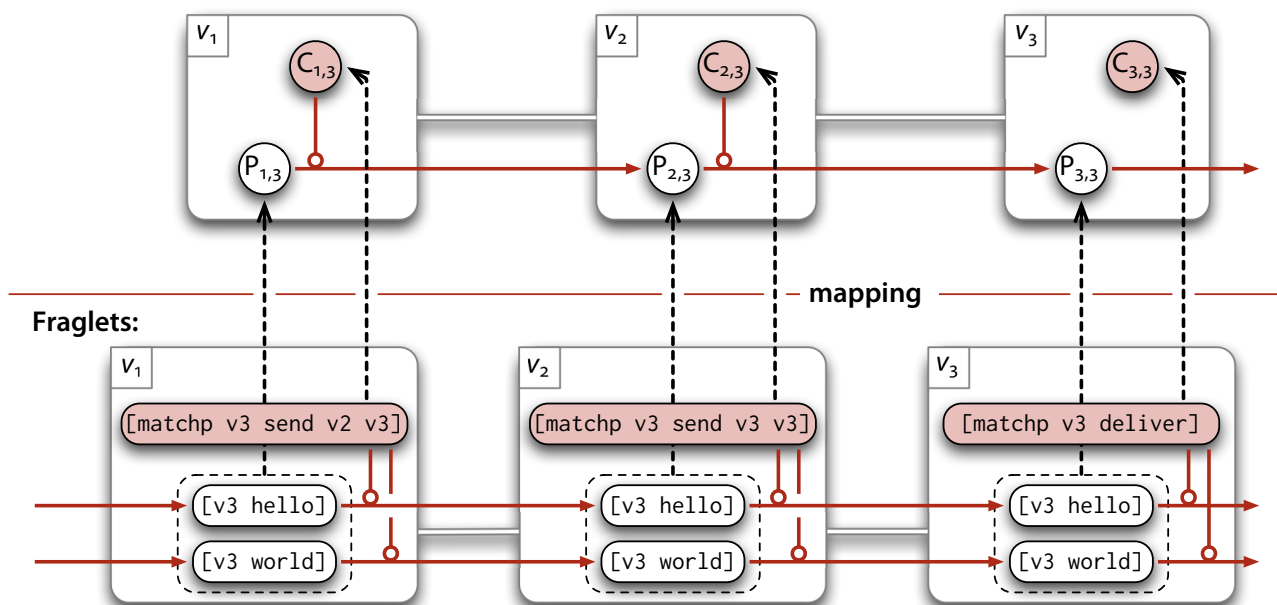 v₁ v₂ v₃
C₁,₃ C₂,₃ C₃,₃
P₁,₃ P₂,₃ P₃,₃
mapping
Fraglets:
v₁ v₂ v₃
[matchp v3 send v2 v3] [matchp v3 send v3 v3] [matchp v3 deliver]
[v3 hello] [v3 hello] [v3 hello]
[v3 world] [v3 world] [v3 world]